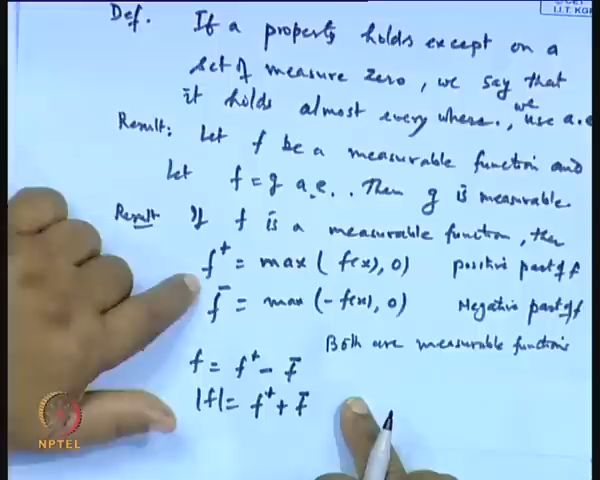 I.I.T. KGP
Def. If a property holds except on a
set of measure zero, we say that
it holds almost everywhere., we use a.e
Result: Let f be a measurable function and
Let f = g a.e.. Then g is measurable.
Result If f is a measurable function, then
f⁺ = max ( f(x), 0) positive part of f
f⁻ = max (-f(x), 0) Negative part of f
Both are measurable functions
f = f⁺ - f⁻
|f| = f⁺ + f⁻
NPTEL